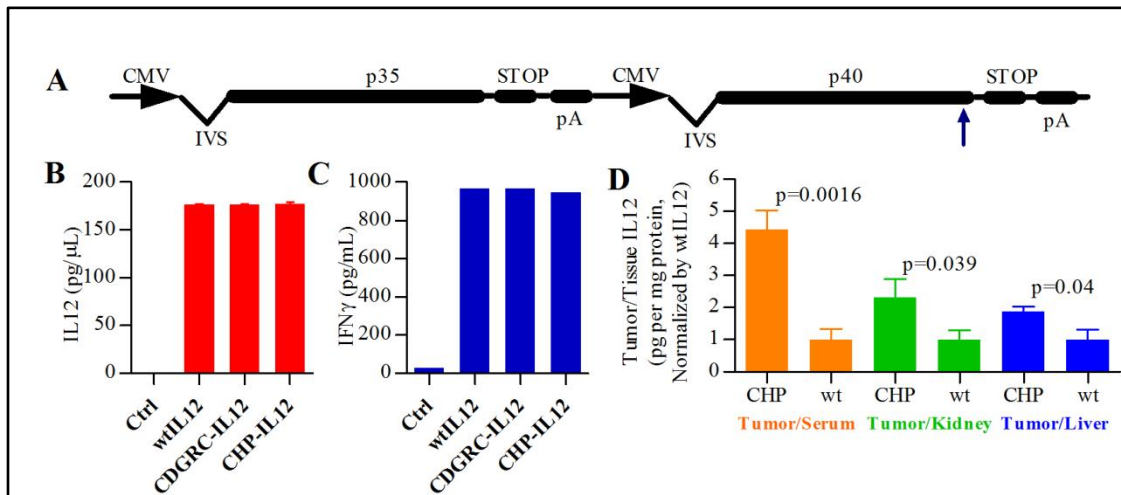 A
CMV p35 STOP CMV p40 STOP
IVS pA IVS pA
B
IL12 (pg/µL)
200
150
100
50
0
Ctrl
wtIL12
CDGRC-IL12
CHP-IL12
C
IFNγ (pg/mL)
1000
800
600
400
200
0
Ctrl
wtIL12
CDGRC-IL12
CHP-IL12
D
Tumor/Tissue IL12
(pg per mg protein,
Normalized by wtIL12)
6
5
4
3
2
1
0
p=0.0016
p=0.039
p=0.04
CHP wt CHP wt CHP wt
Tumor/Serum Tumor/Kidney Tumor/Liver